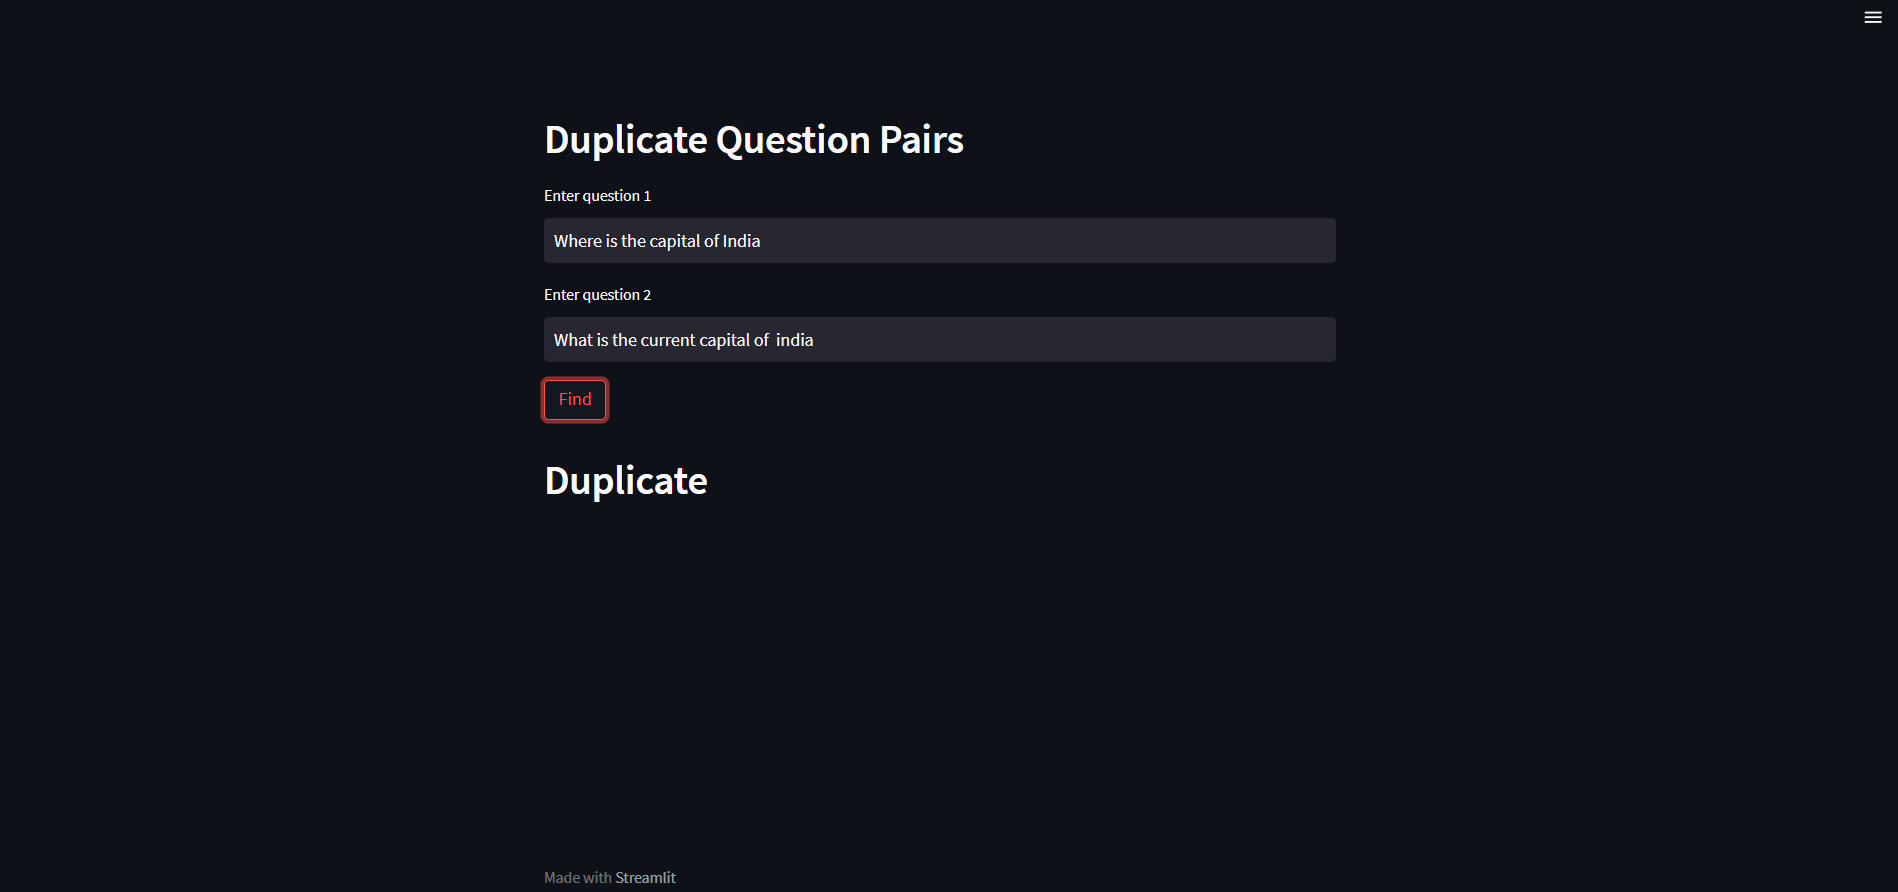 Duplicate Question Pairs
Enter question 1
Where is the capital of India
Enter question 2
What is the current capital of  india
Find
Duplicate
Made with Streamlit